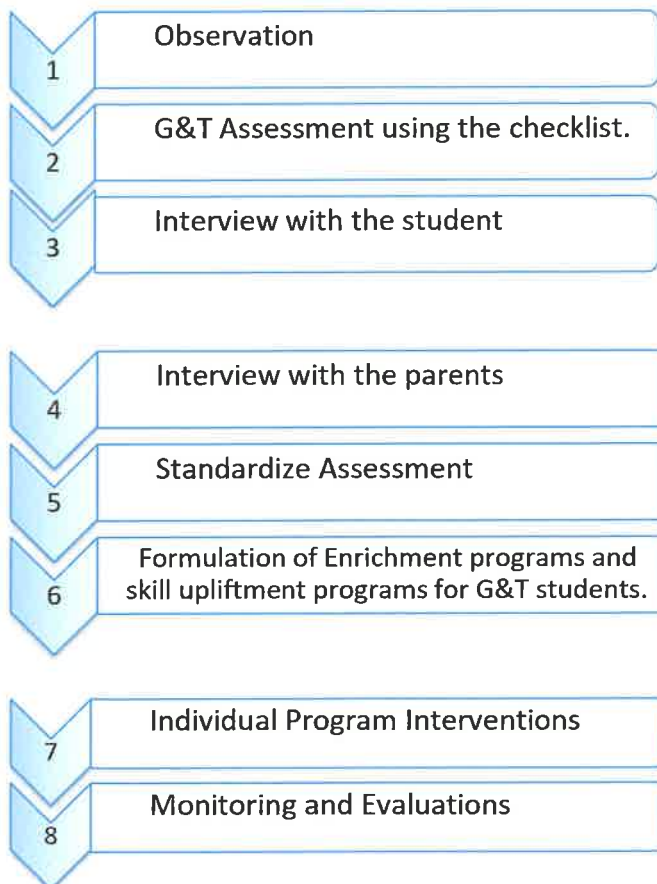 1 Observation
2 G&T Assessment using the checklist.
3 Interview with the student
4 Interview with the parents
5 Standardize Assessment
6 Formulation of Enrichment programs and
skill upliftment programs for G&T students.
7 Individual Program Interventions
8 Monitoring and Evaluations